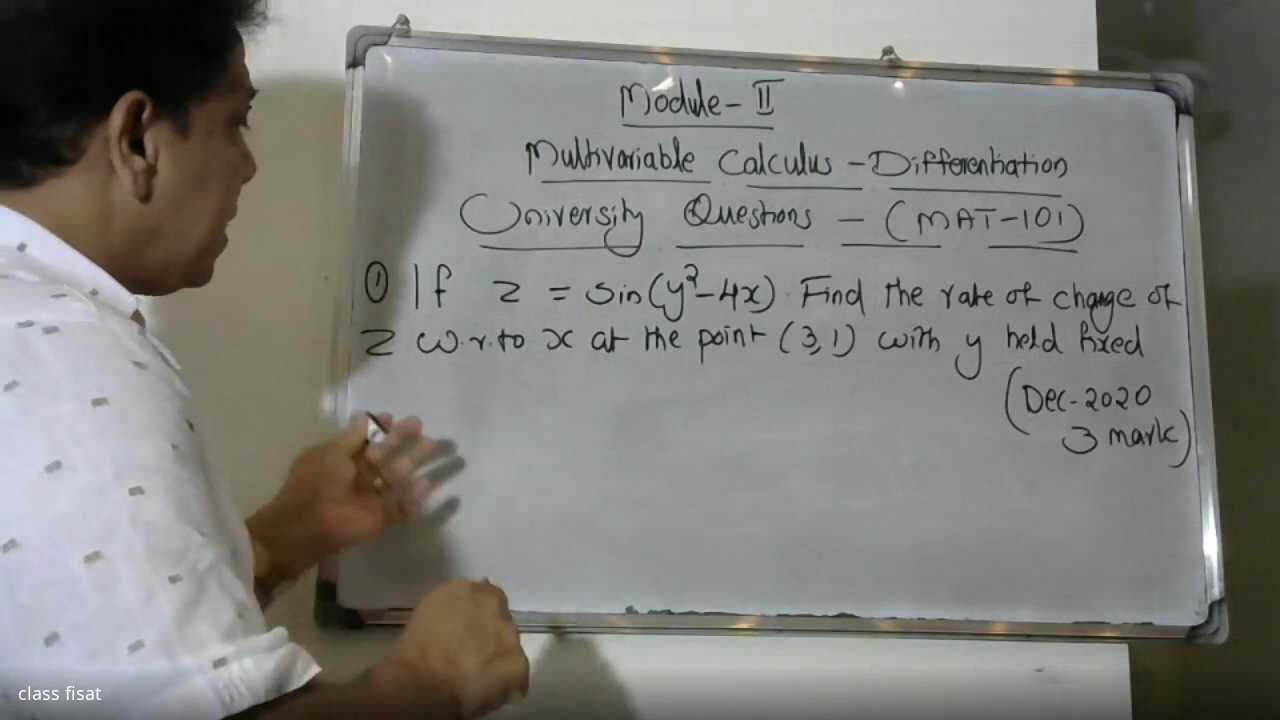 Module - II
Multivariable Calculus - Differentiation
University Questions - (MAT-101)
① If z = sin(y²-4x). Find the rate of change of
z w.r.to x at the point (3,1) with y held fixed
(Dec-2020
3 mark)
class fisat